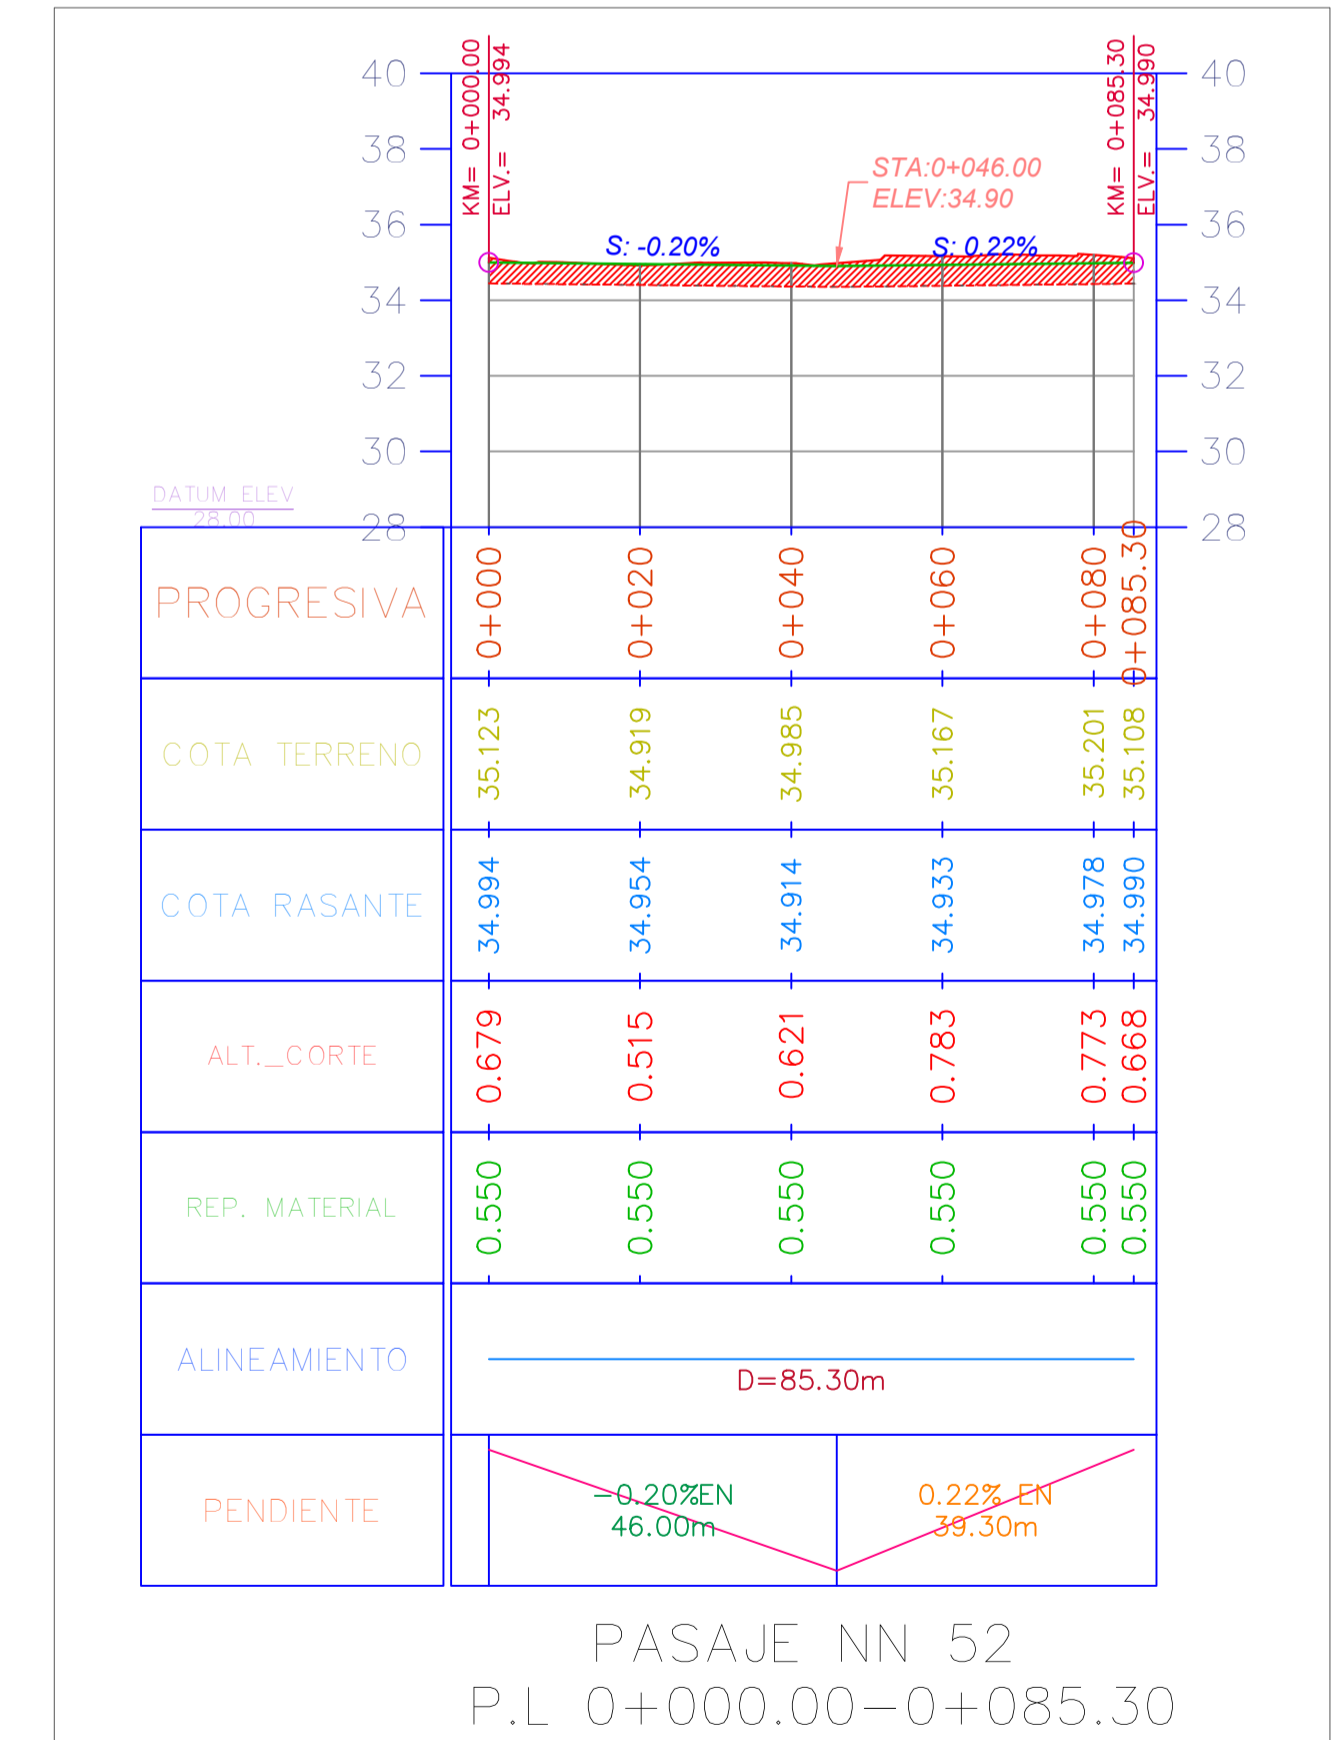 KM= 0+000.00
ELV.= 34.994
KM= 0+085.30
ELV.= 34.990
40
40
38
38
STA:0+046.00
ELEV:34.90
36
36
S: -0.20%
S: 0.22%
34
34
32
32
30
30
DATUM ELEV
28.00
28
28
PROGRESIVA
0+000
0+020
0+040
0+060
0+080
0+085.30
COTA TERRENO
35.123
34.919
34.985
35.167
35.201
35.108
COTA RASANTE
34.994
34.954
34.914
34.933
34.978
34.990
ALT._CORTE
0.679
0.515
0.621
0.783
0.773
0.668
REP. MATERIAL
0.550
0.550
0.550
0.550
0.550
0.550
ALINEAMIENTO
D=85.30m
PENDIENTE
-0.20%EN
46.00m
0.22% EN
39.30m
PASAJE NN 52
P.L 0+000.00-0+085.30